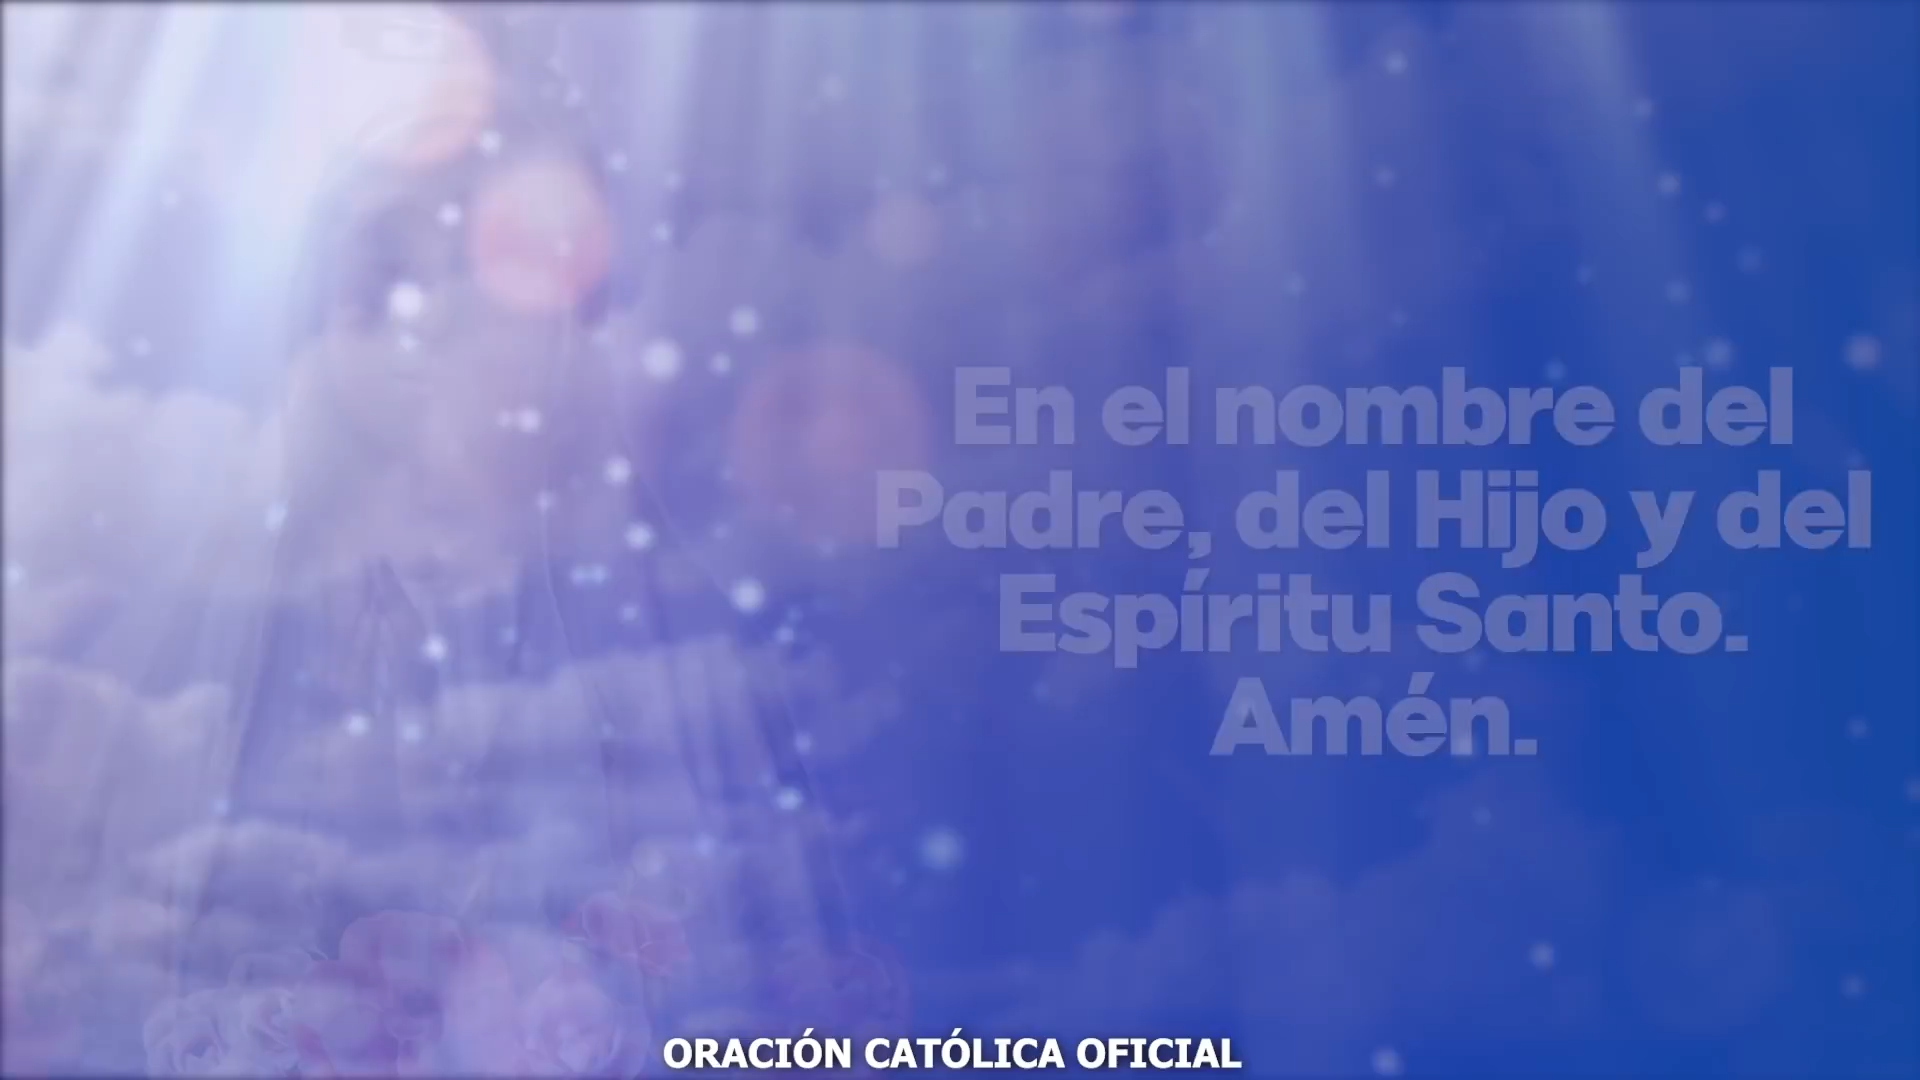 En el nombre del
Padre, del Hijo y del
Espíritu Santo.
Amén.
ORACIÓN CATÓLICA OFICIAL